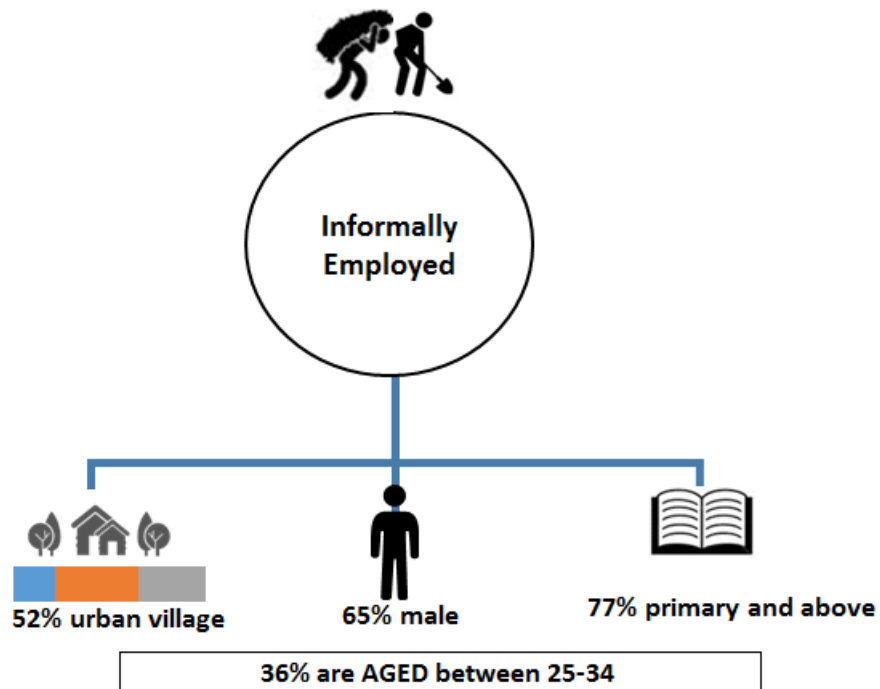 Informally
Employed
52% urban village
65% male
77% primary and above
36% are AGED between 25-34